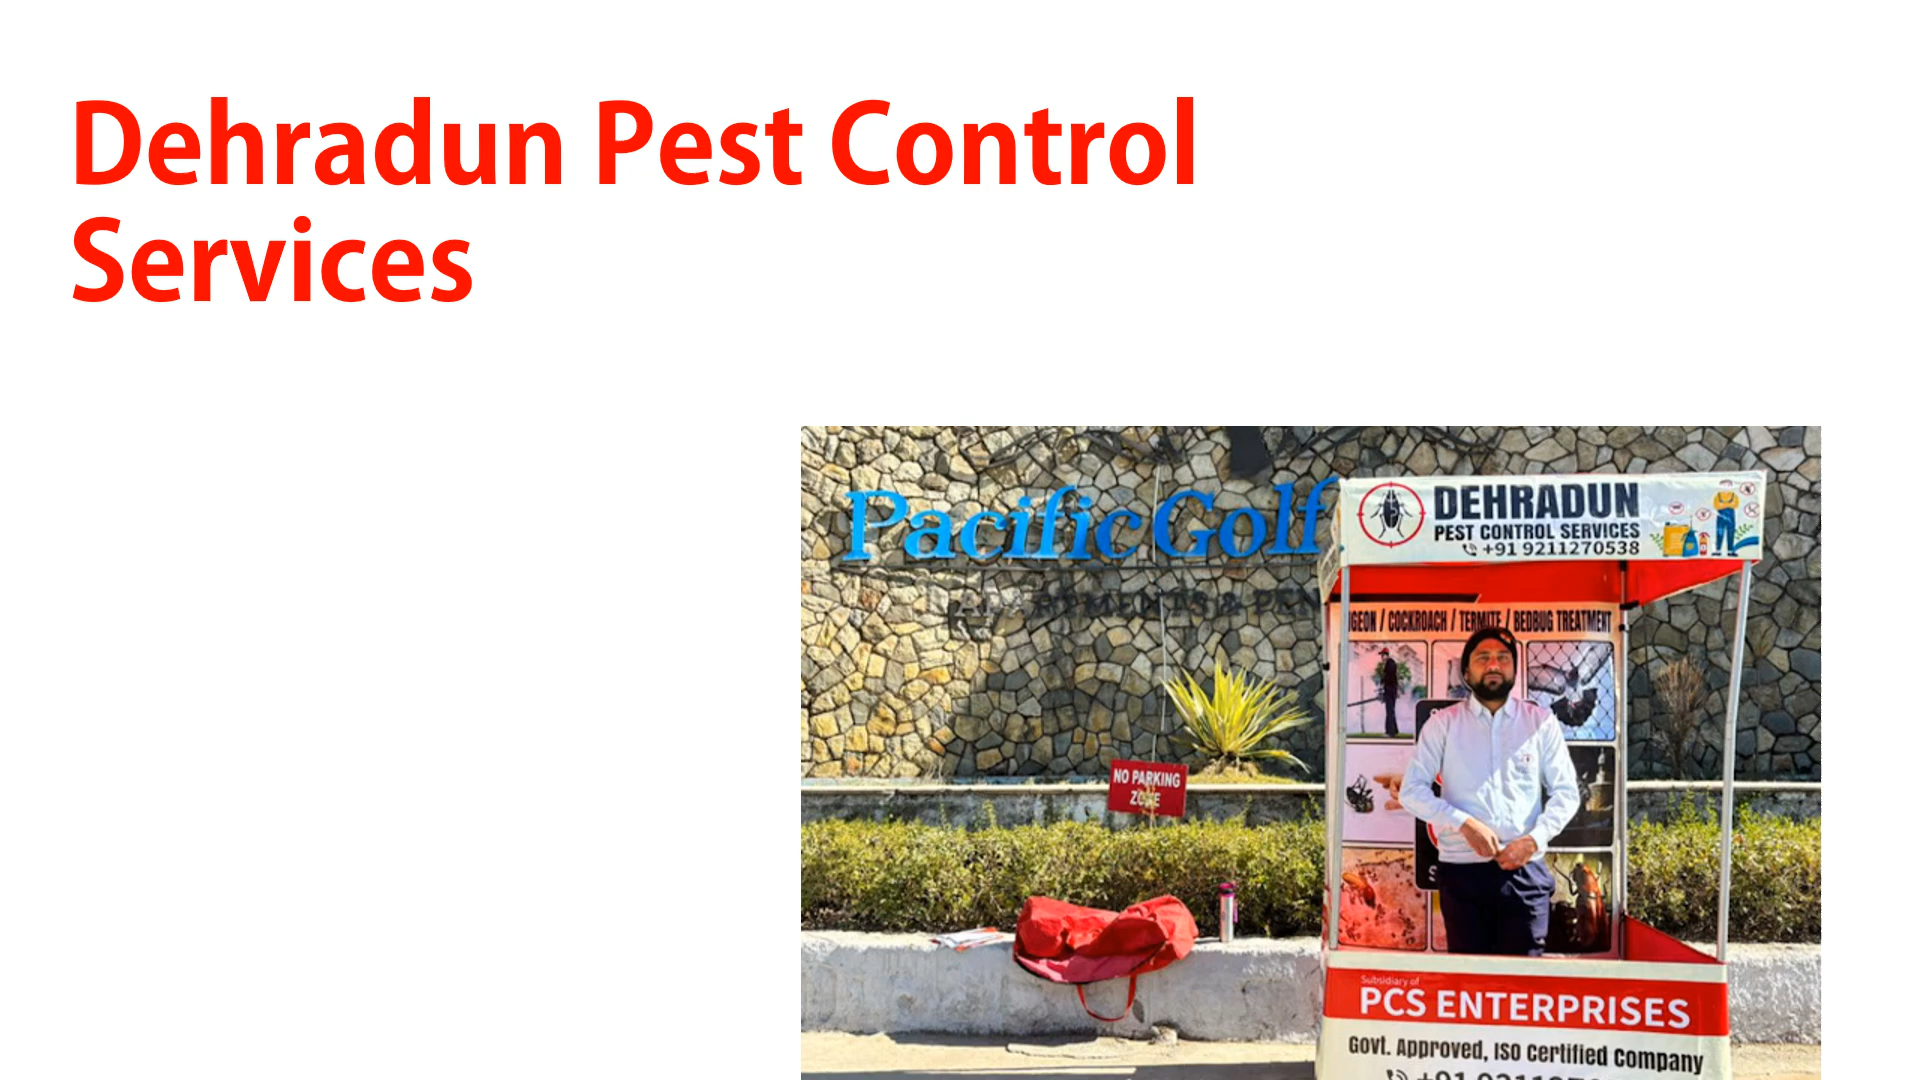 Dehradun Pest Control
Services
Pacific Golf
DEHRADUN
PEST CONTROL SERVICES
+91 9211270538
/ COCKROACH / TERMITE / BEDBUG TREATMENT
NO PARKING
ZONE
Subsidiary of
PCS ENTERPRISES
Govt. Approved, ISO Certified Company